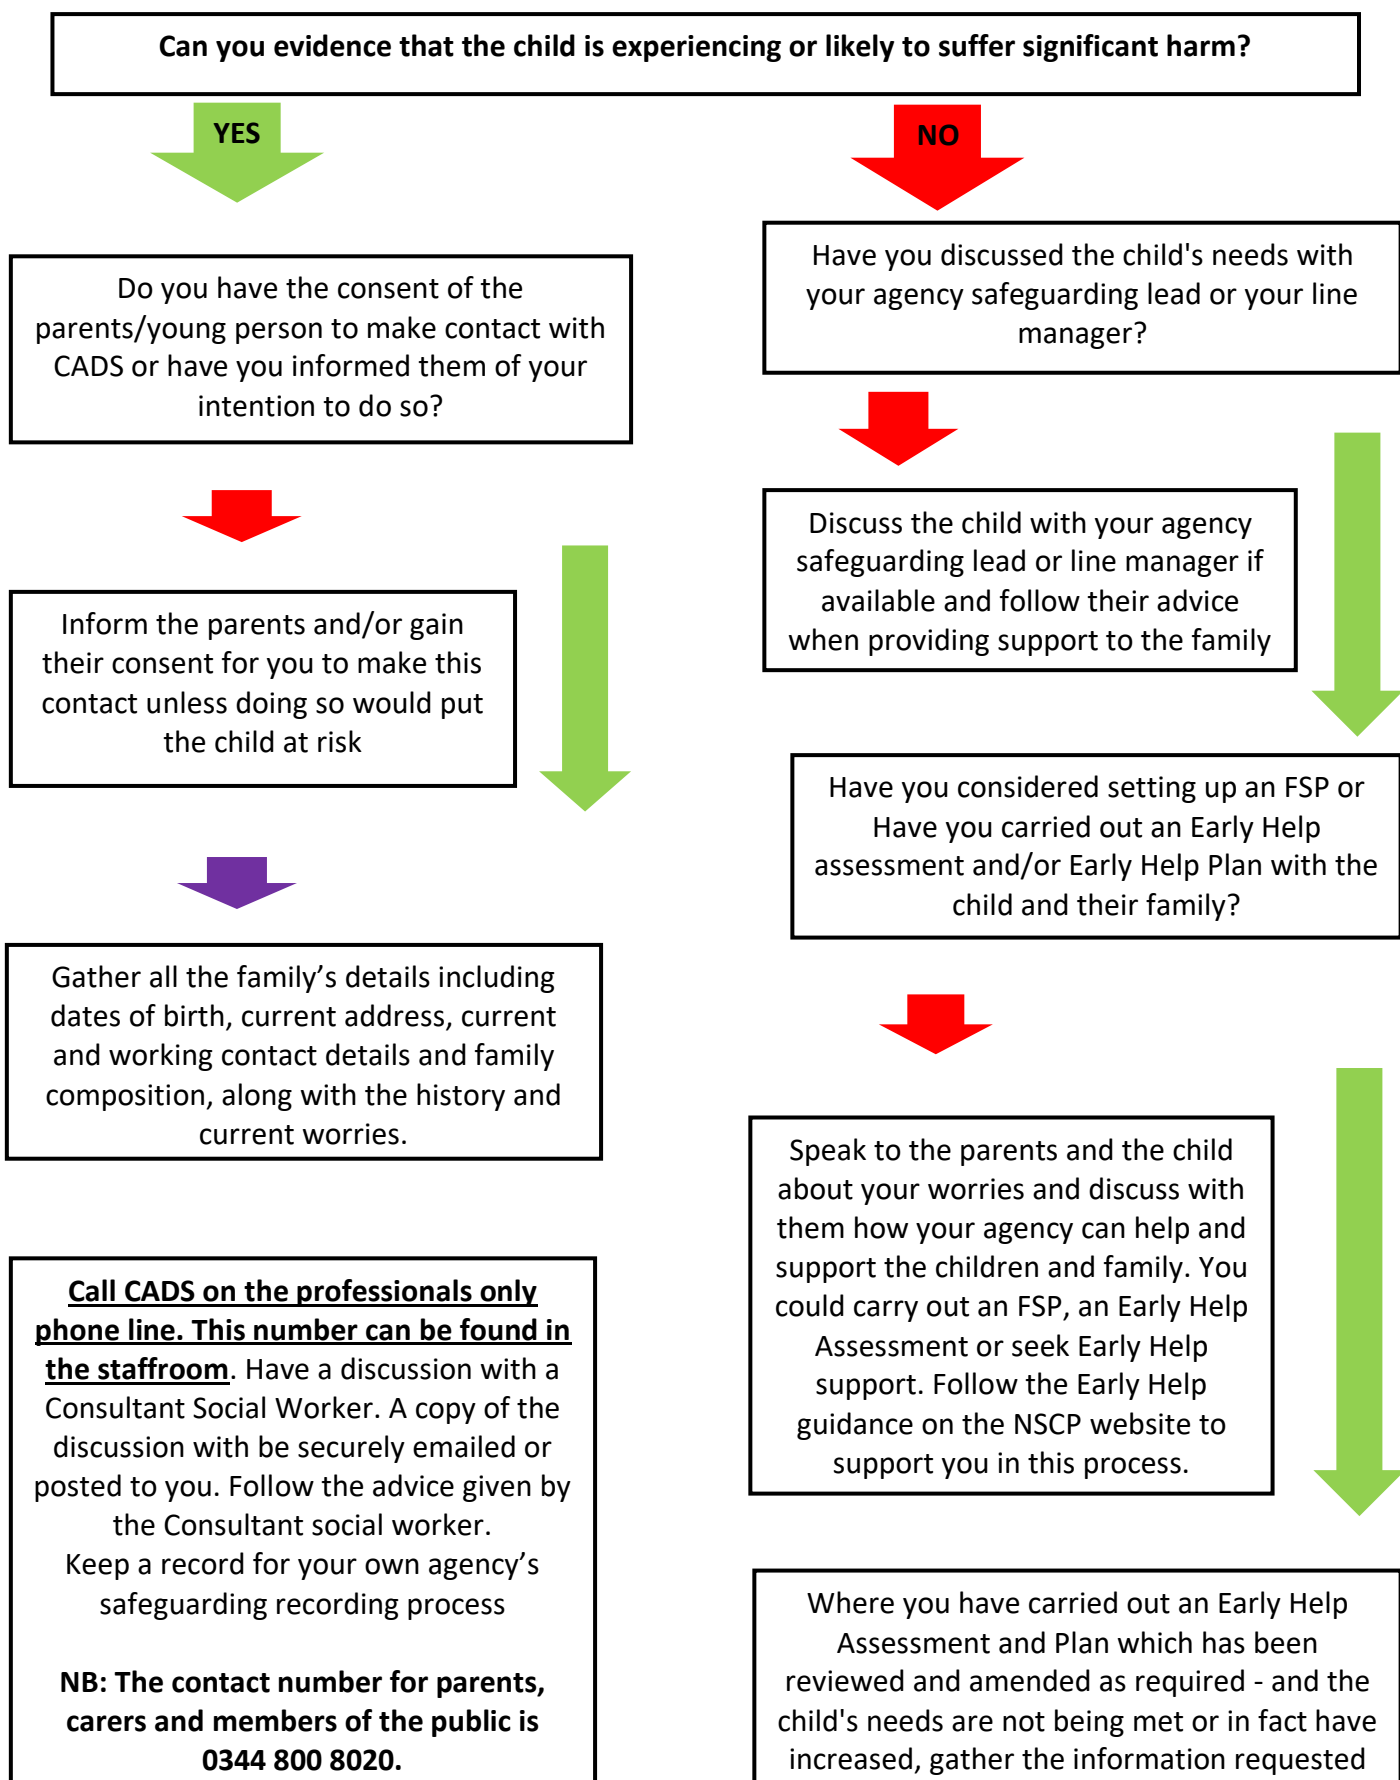 Can you evidence that the child is experiencing or likely to suffer significant harm?
YES
NO
Do you have the consent of the
parents/young person to make contact with
CADS or have you informed them of your
intention to do so?
Inform the parents and/or gain
their consent for you to make this
contact unless doing so would put
the child at risk
Gather all the family’s details including
dates of birth, current address, current
and working contact details and family
composition, along with the history and
current worries.
Call CADS on the professionals only
phone line. This number can be found in
the staffroom. Have a discussion with a
Consultant Social Worker. A copy of the
discussion with be securely emailed or
posted to you. Follow the advice given by
the Consultant social worker.
Keep a record for your own agency’s
safeguarding recording process
NB: The contact number for parents,
carers and members of the public is
0344 800 8020.
Have you discussed the child's needs with
your agency safeguarding lead or your line
manager?
Discuss the child with your agency
safeguarding lead or line manager if
available and follow their advice
when providing support to the family
Have you considered setting up an FSP or
Have you carried out an Early Help
assessment and/or Early Help Plan with the
child and their family?
Speak to the parents and the child
about your worries and discuss with
them how your agency can help and
support the children and family. You
could carry out an FSP, an Early Help
Assessment or seek Early Help
support. Follow the Early Help
guidance on the NSCP website to
support you in this process.
Where you have carried out an Early Help
Assessment and Plan which has been
reviewed and amended as required - and the
child's needs are not being met or in fact have
increased, gather the information requested